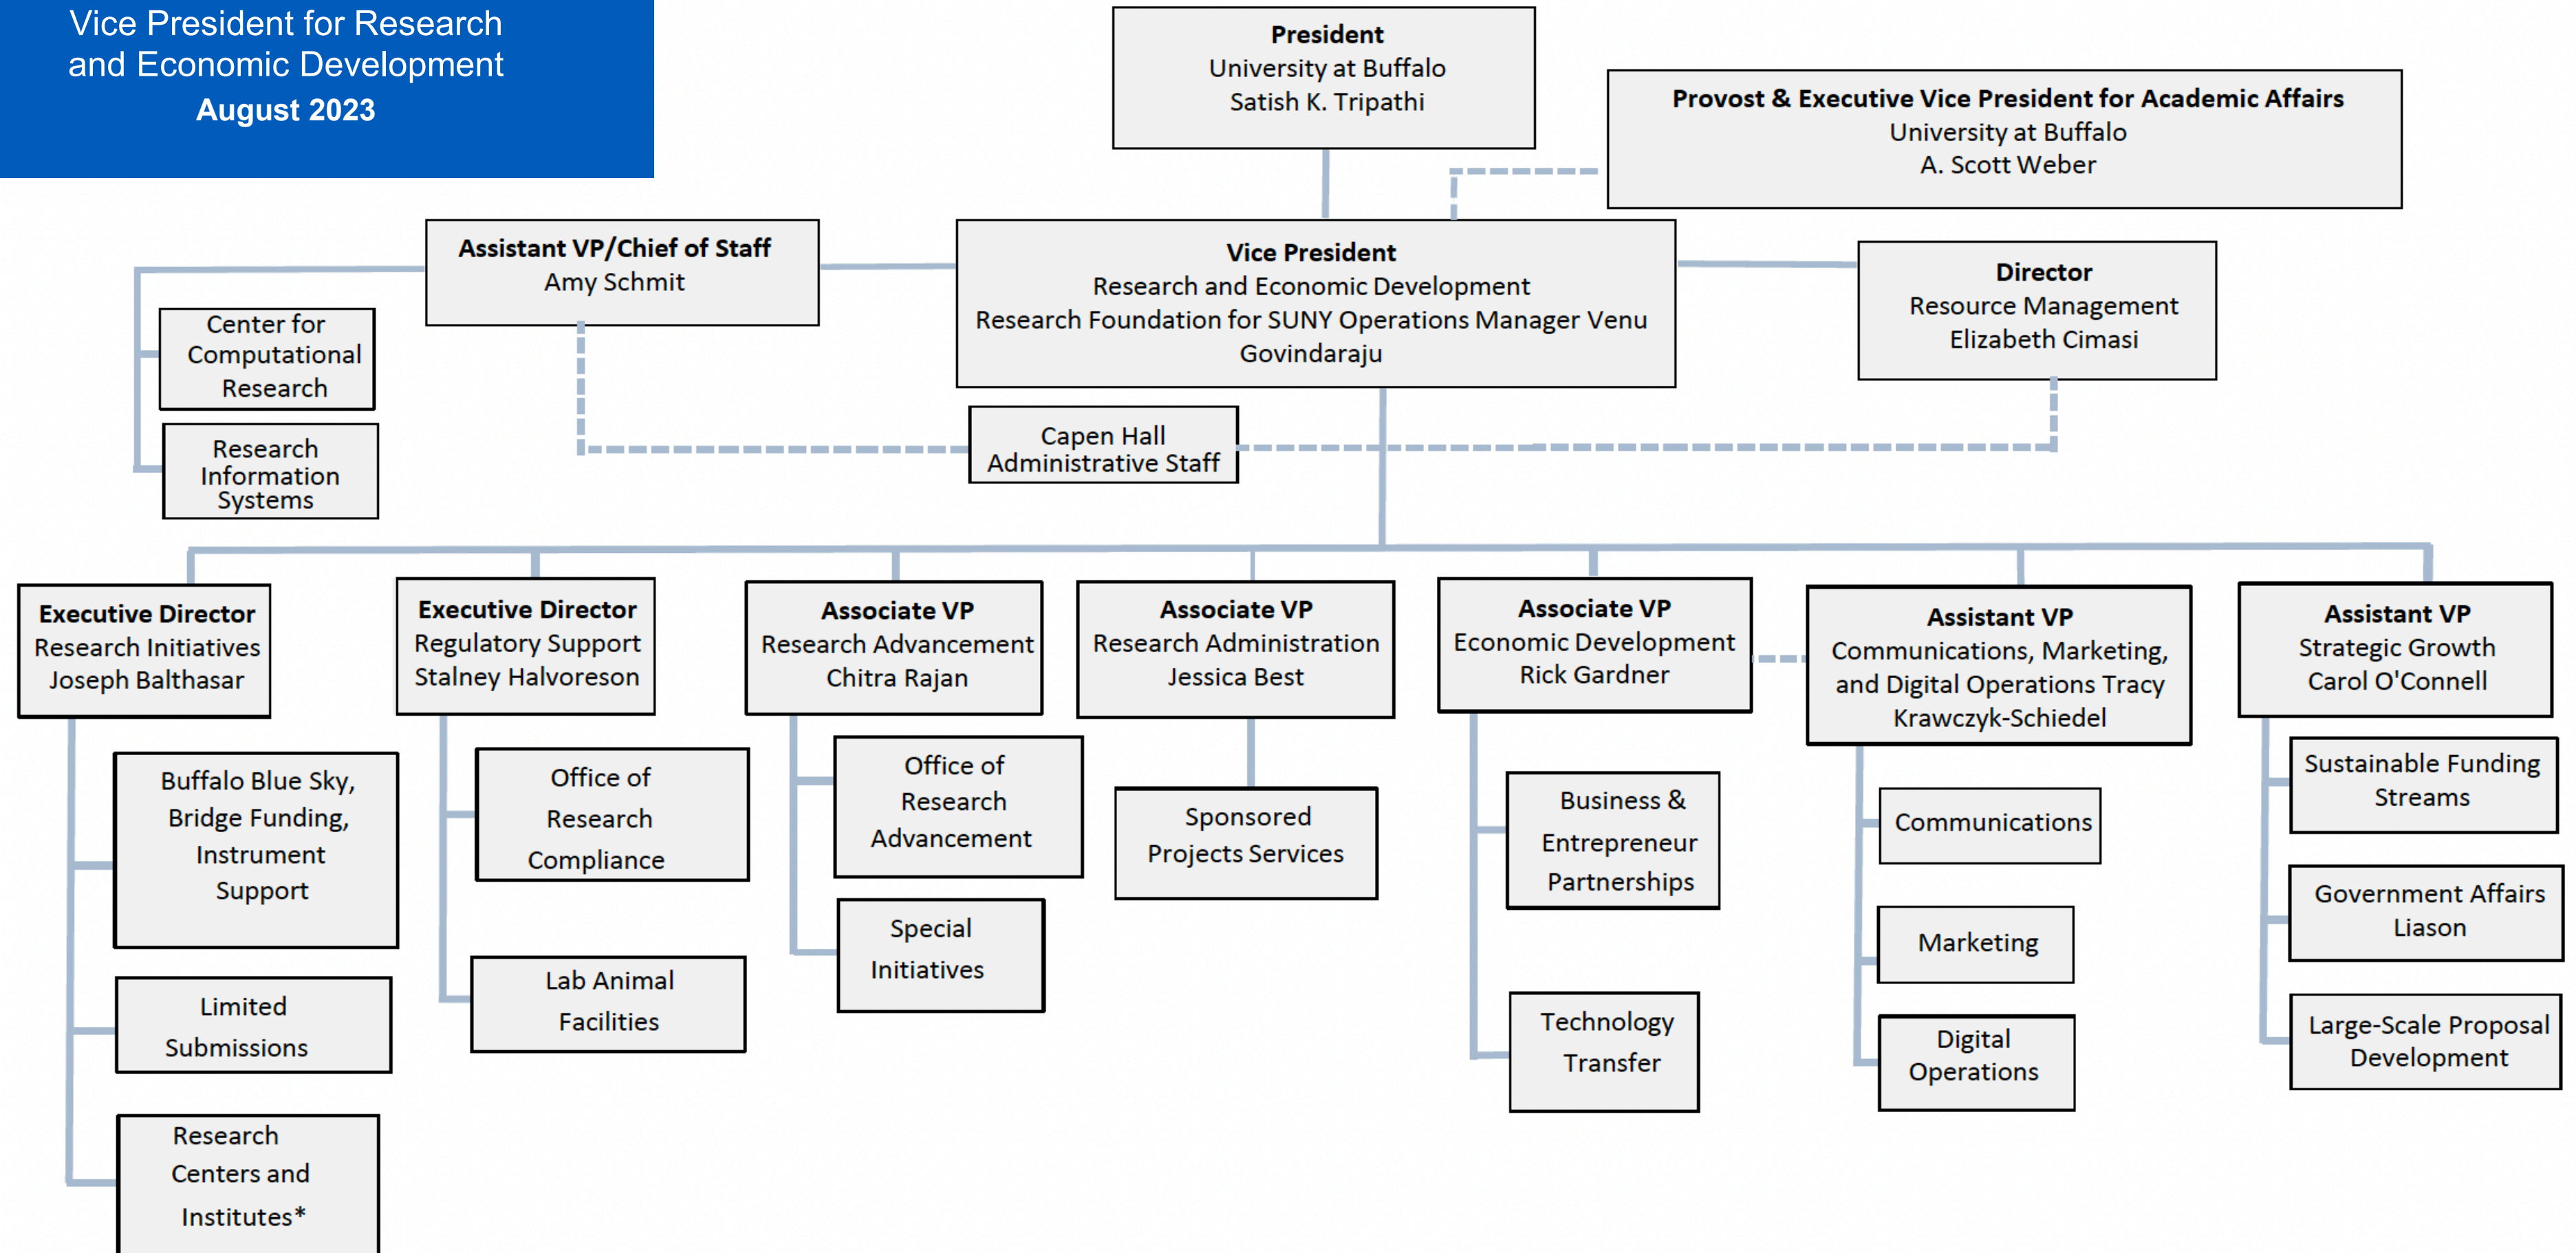 Vice President for Research
and Economic Development
August 2023
President
University at Buffalo
Satish K. Tripathi
Provost & Executive Vice President for Academic Affairs
University at Buffalo
A. Scott Weber
Assistant VP/Chief of Staff
Amy Schmit
Vice President
Research and Economic Development
Research Foundation for SUNY Operations Manager Venu
Govindaraju
Director
Resource Management
Elizabeth Cimasi
Center for
Computational
Research
Research
Information
Systems
Capen Hall
Administrative Staff
Executive Director
Research Initiatives
Joseph Balthasar
Executive Director
Regulatory Support
Stalney Halvoreson
Associate VP
Research Advancement
Chitra Rajan
Associate VP
Research Administration
Jessica Best
Associate VP
Economic Development
Rick Gardner
Assistant VP
Communications, Marketing,
and Digital Operations Tracy
Krawczyk-Schiedel
Assistant VP
Strategic Growth
Carol O'Connell
Buffalo Blue Sky,
Bridge Funding,
Instrument
Support
Limited
Submissions
Research
Centers and
Institutes*
Office of
Research
Compliance
Lab Animal
Facilities
Office of
Research
Advancement
Special
Initiatives
Sponsored
Projects Services
Business &
Entrepreneur
Partnerships
Technology
Transfer
Communications
Marketing
Digital
Operations
Sustainable Funding
Streams
Government Affairs
Liason
Large-Scale Proposal
Development